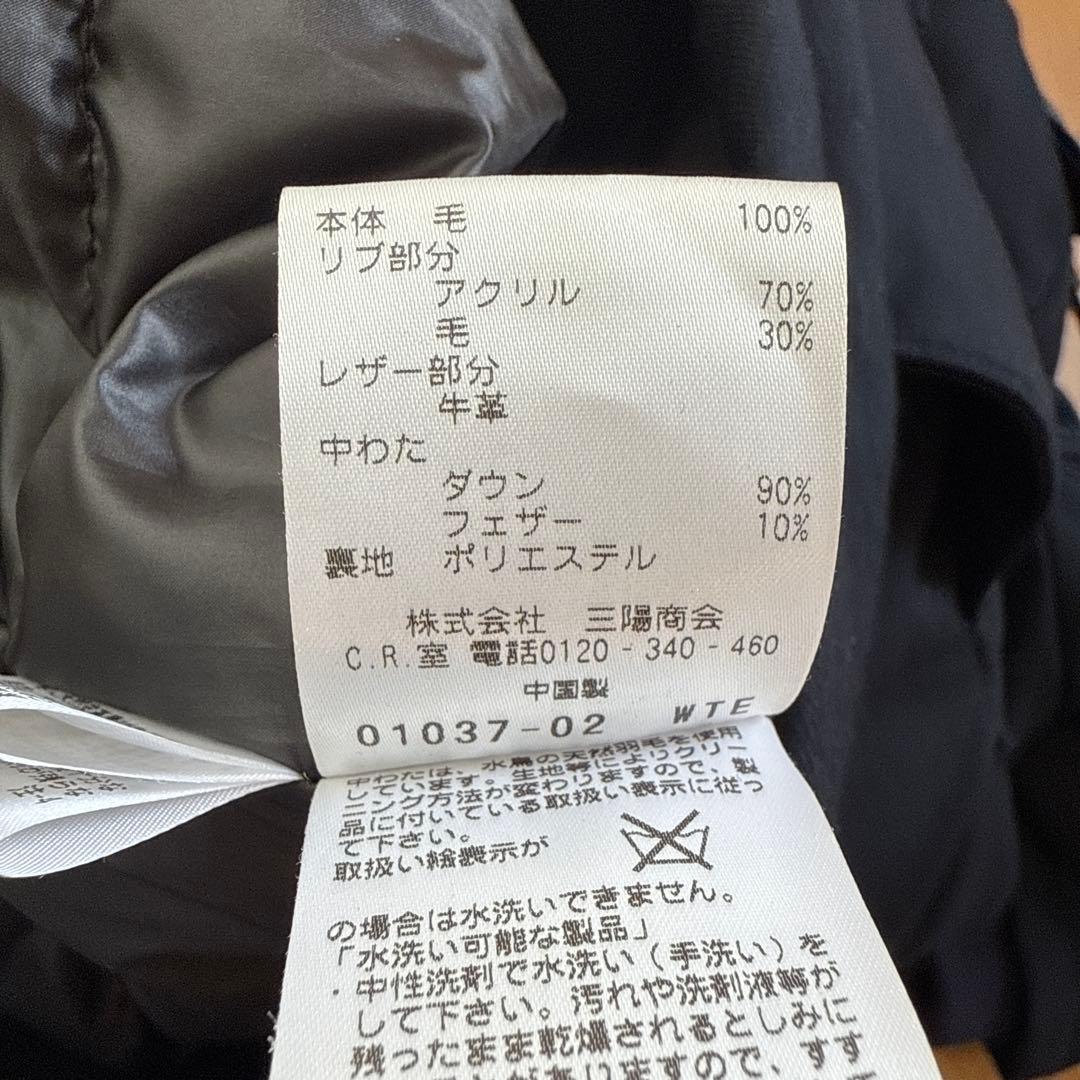 本体 毛 100%
リブ部分
アクリル 70%
毛 30%
レザー部分
牛革
中わた
ダウン 90%
フェザー 10%
裏地 ポリエステル
株式会社 三陽商会
C.R.室 電話0120-340-460
中国製
01037-02 WTE
中わたは、水鳥の天然羽毛を使用
しています。生地等によりクリー
ニング方法が変わりますので、製
品に付いている取扱い表示に従っ
て下さい。
取扱い絵表示が
の場合は水洗いできません。
「水洗い可能な製品」
・中性洗剤で水洗い(手洗い)を
して下さい。汚れや洗剤液等が
残ったまま乾燥されるとしみに
ますので、すす